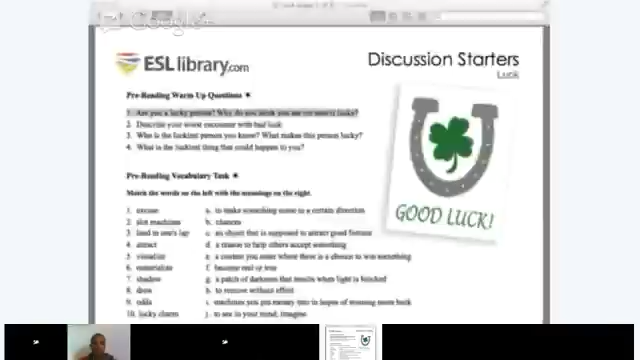 Google+
ESLlibrary.com
Discussion Starters
Luck
Pre-Reading Warm Up Questions
1. Are you a lucky person? Why do you think you are lucky?
2. Describe your worst encounter with bad luck
3. Who is the luckiest person you know? What makes this person lucky?
4. What is the luckiest thing that could happen to you?
GOOD LUCK!
Pre-Reading Vocabulary Task
Match the words on the left with the meanings on the right.
1. excuse a. to make something move in a certain direction
2. slot machines b. chances
3. land in one's lap c. an object that is supposed to attract good fortune
4. attract d. a reason to help others accept something
5. visualize e. a contest you enter where there is a chance to win something
6. materialize f. become real or true
7. shadow g. a patch of darkness that results when light is blocked
8. draw h. to receive without effort
9. odds i. machines you put money into in hopes of winning more back
10. lucky charm j. to see in your mind; imagine